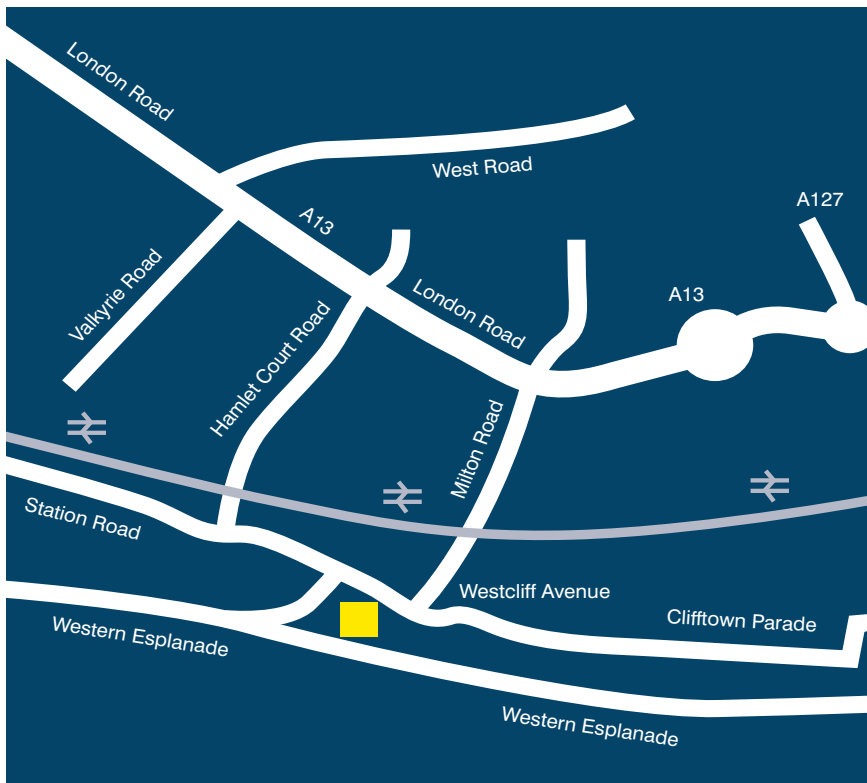 London Road
West Road
A127
A13
Valkyrie Road
A13
London Road
Hamlet Court Road
Milton Road
Station Road
Westcliff Avenue
Clifftown Parade
Western Esplanade
Western Esplanade